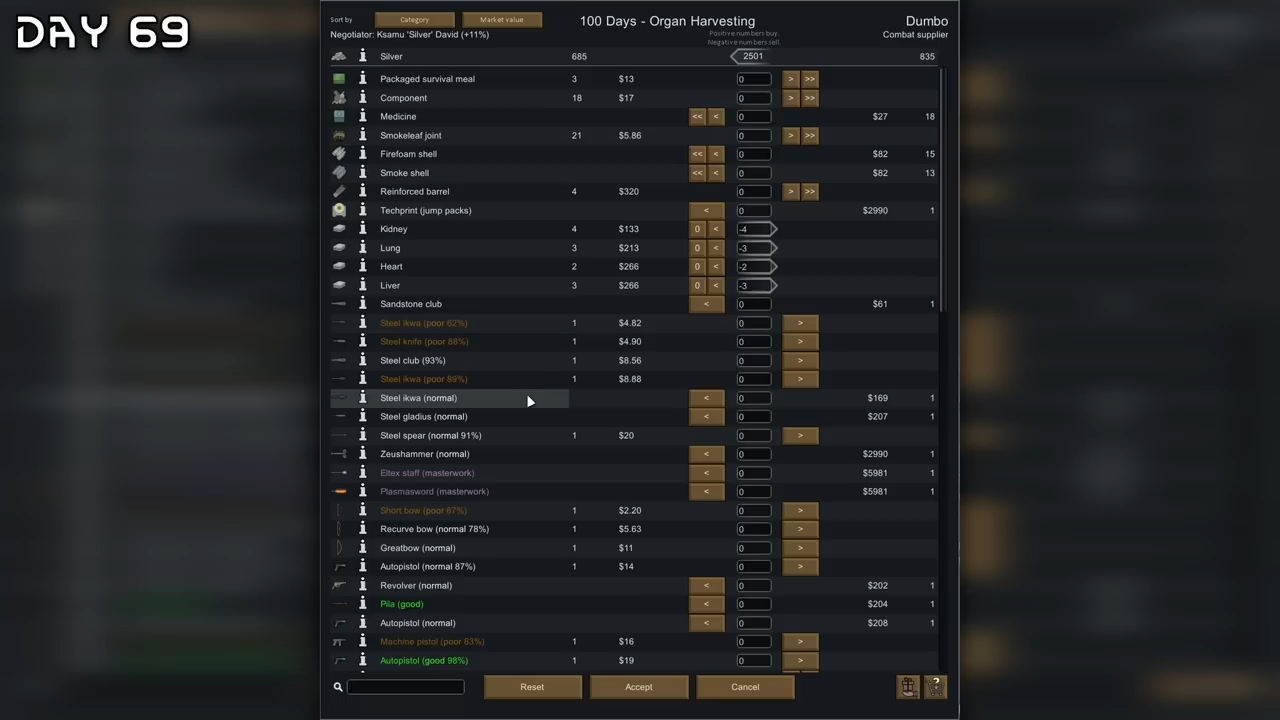 DAY 69
Sort by Category Market value 100 Days - Organ Harvesting Dumbo
Negotiator: Ksamu 'Silver' David (+11%) Positive numbers buy. Combat supplier
Negative numbers sell.
Silver 685 2501 835
Packaged survival meal 3 $13 0 > >>
Component 18 $17 0 > >>
Medicine << < 0 $27 18
Smokeleaf joint 21 $5.86 0 > >>
Firefoam shell << < 0 $82 15
Smoke shell << < 0 $82 13
Reinforced barrel 4 $320 0 > >>
Techprint (jump packs) < 0 $2990 1
Kidney 4 $133 0 < -4
Lung 3 $213 0 < -3
Heart 2 $266 0 < -2
Liver 3 $266 0 < -3
Sandstone club < 0 $61 1
Steel ikwa (poor 62%) 1 $4.82 0 >
Steel knife (poor 88%) 1 $4.90 0 >
Steel club (93%) 1 $8.56 0 >
Steel ikwa (poor 89%) 1 $8.88 0 >
Steel ikwa (normal) < 0 $169 1
Steel gladius (normal) < 0 $207 1
Steel spear (normal 91%) 1 $20 0 >
Zeushammer (normal) < 0 $2990 1
Eltex staff (masterwork) < 0 $5981 1
Plasmasword (masterwork) < 0 $5981 1
Short bow (poor 67%) 1 $2.20 0 >
Recurve bow (normal 78%) 1 $5.63 0 >
Greatbow (normal) 1 $11 0 >
Autopistol (normal 87%) 1 $14 0 >
Revolver (normal) < 0 $202 1
Pila (good) < 0 $204 1
Autopistol (normal) < 0 $208 1
Machine pistol (poor 83%) 1 $16 0 >
Autopistol (good 98%) 1 $19 0 >
Reset Accept Cancel